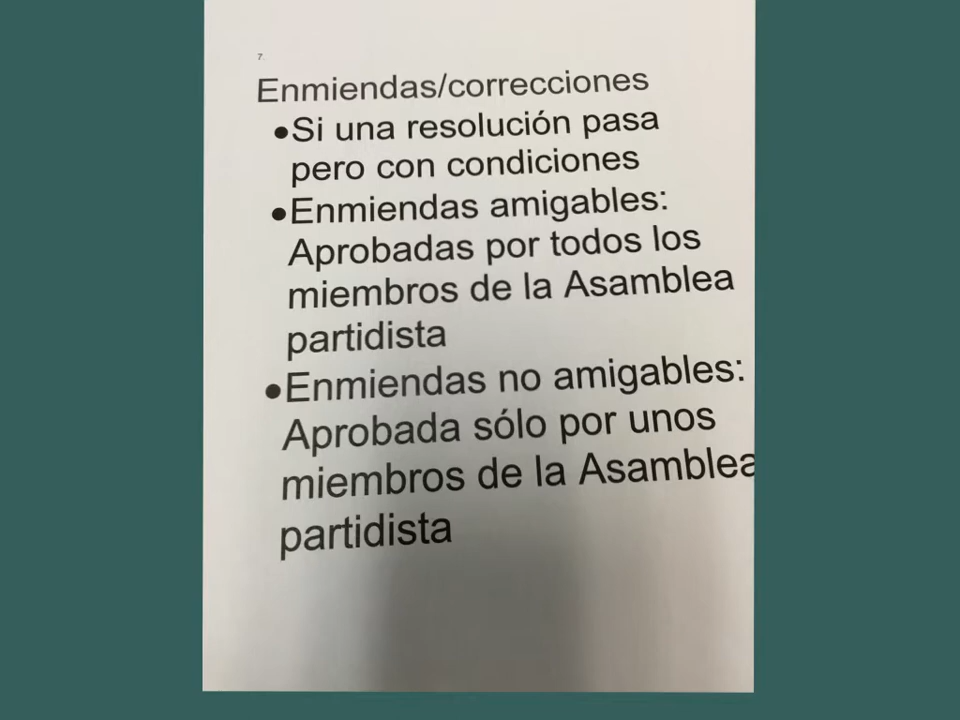 7
Enmiendas/correcciones
●Si una resolución pasa
pero con condiciones
●Enmiendas amigables:
Aprobadas por todos los
miembros de la Asamblea
partidista
●Enmiendas no amigables:
Aprobada sólo por unos
miembros de la Asamblea
partidista